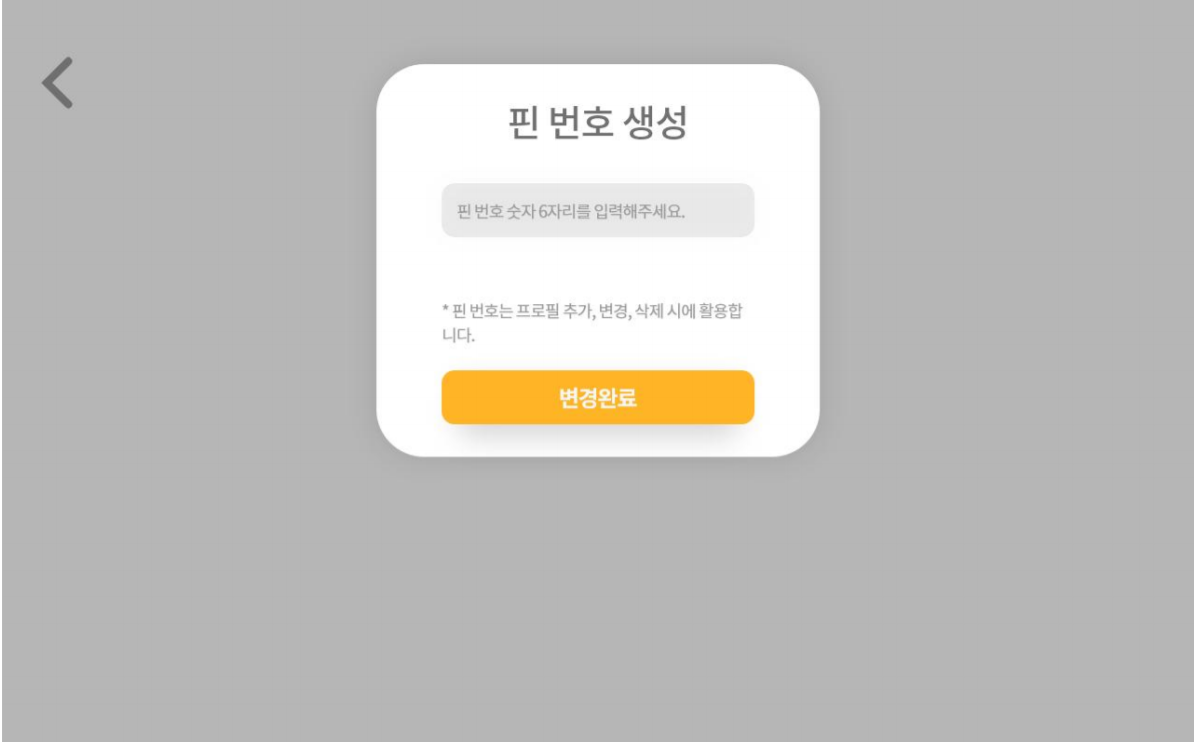 핀 번호 생성
핀 번호 숫자 6자리를 입력해주세요.
* 핀 번호는 프로필 추가, 변경, 삭제 시에 활용합
니다.
변경완료